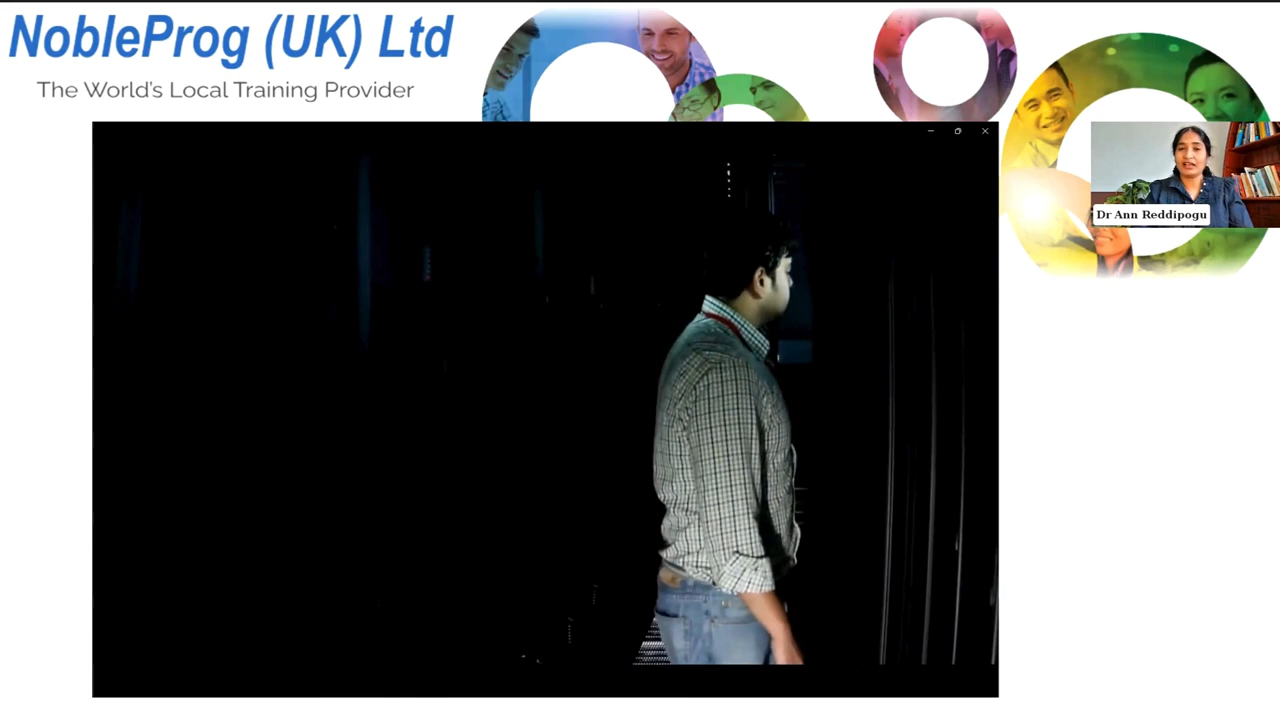 NobleProg (UK) Ltd
The World's Local Training Provider
Dr Ann Reddipogu